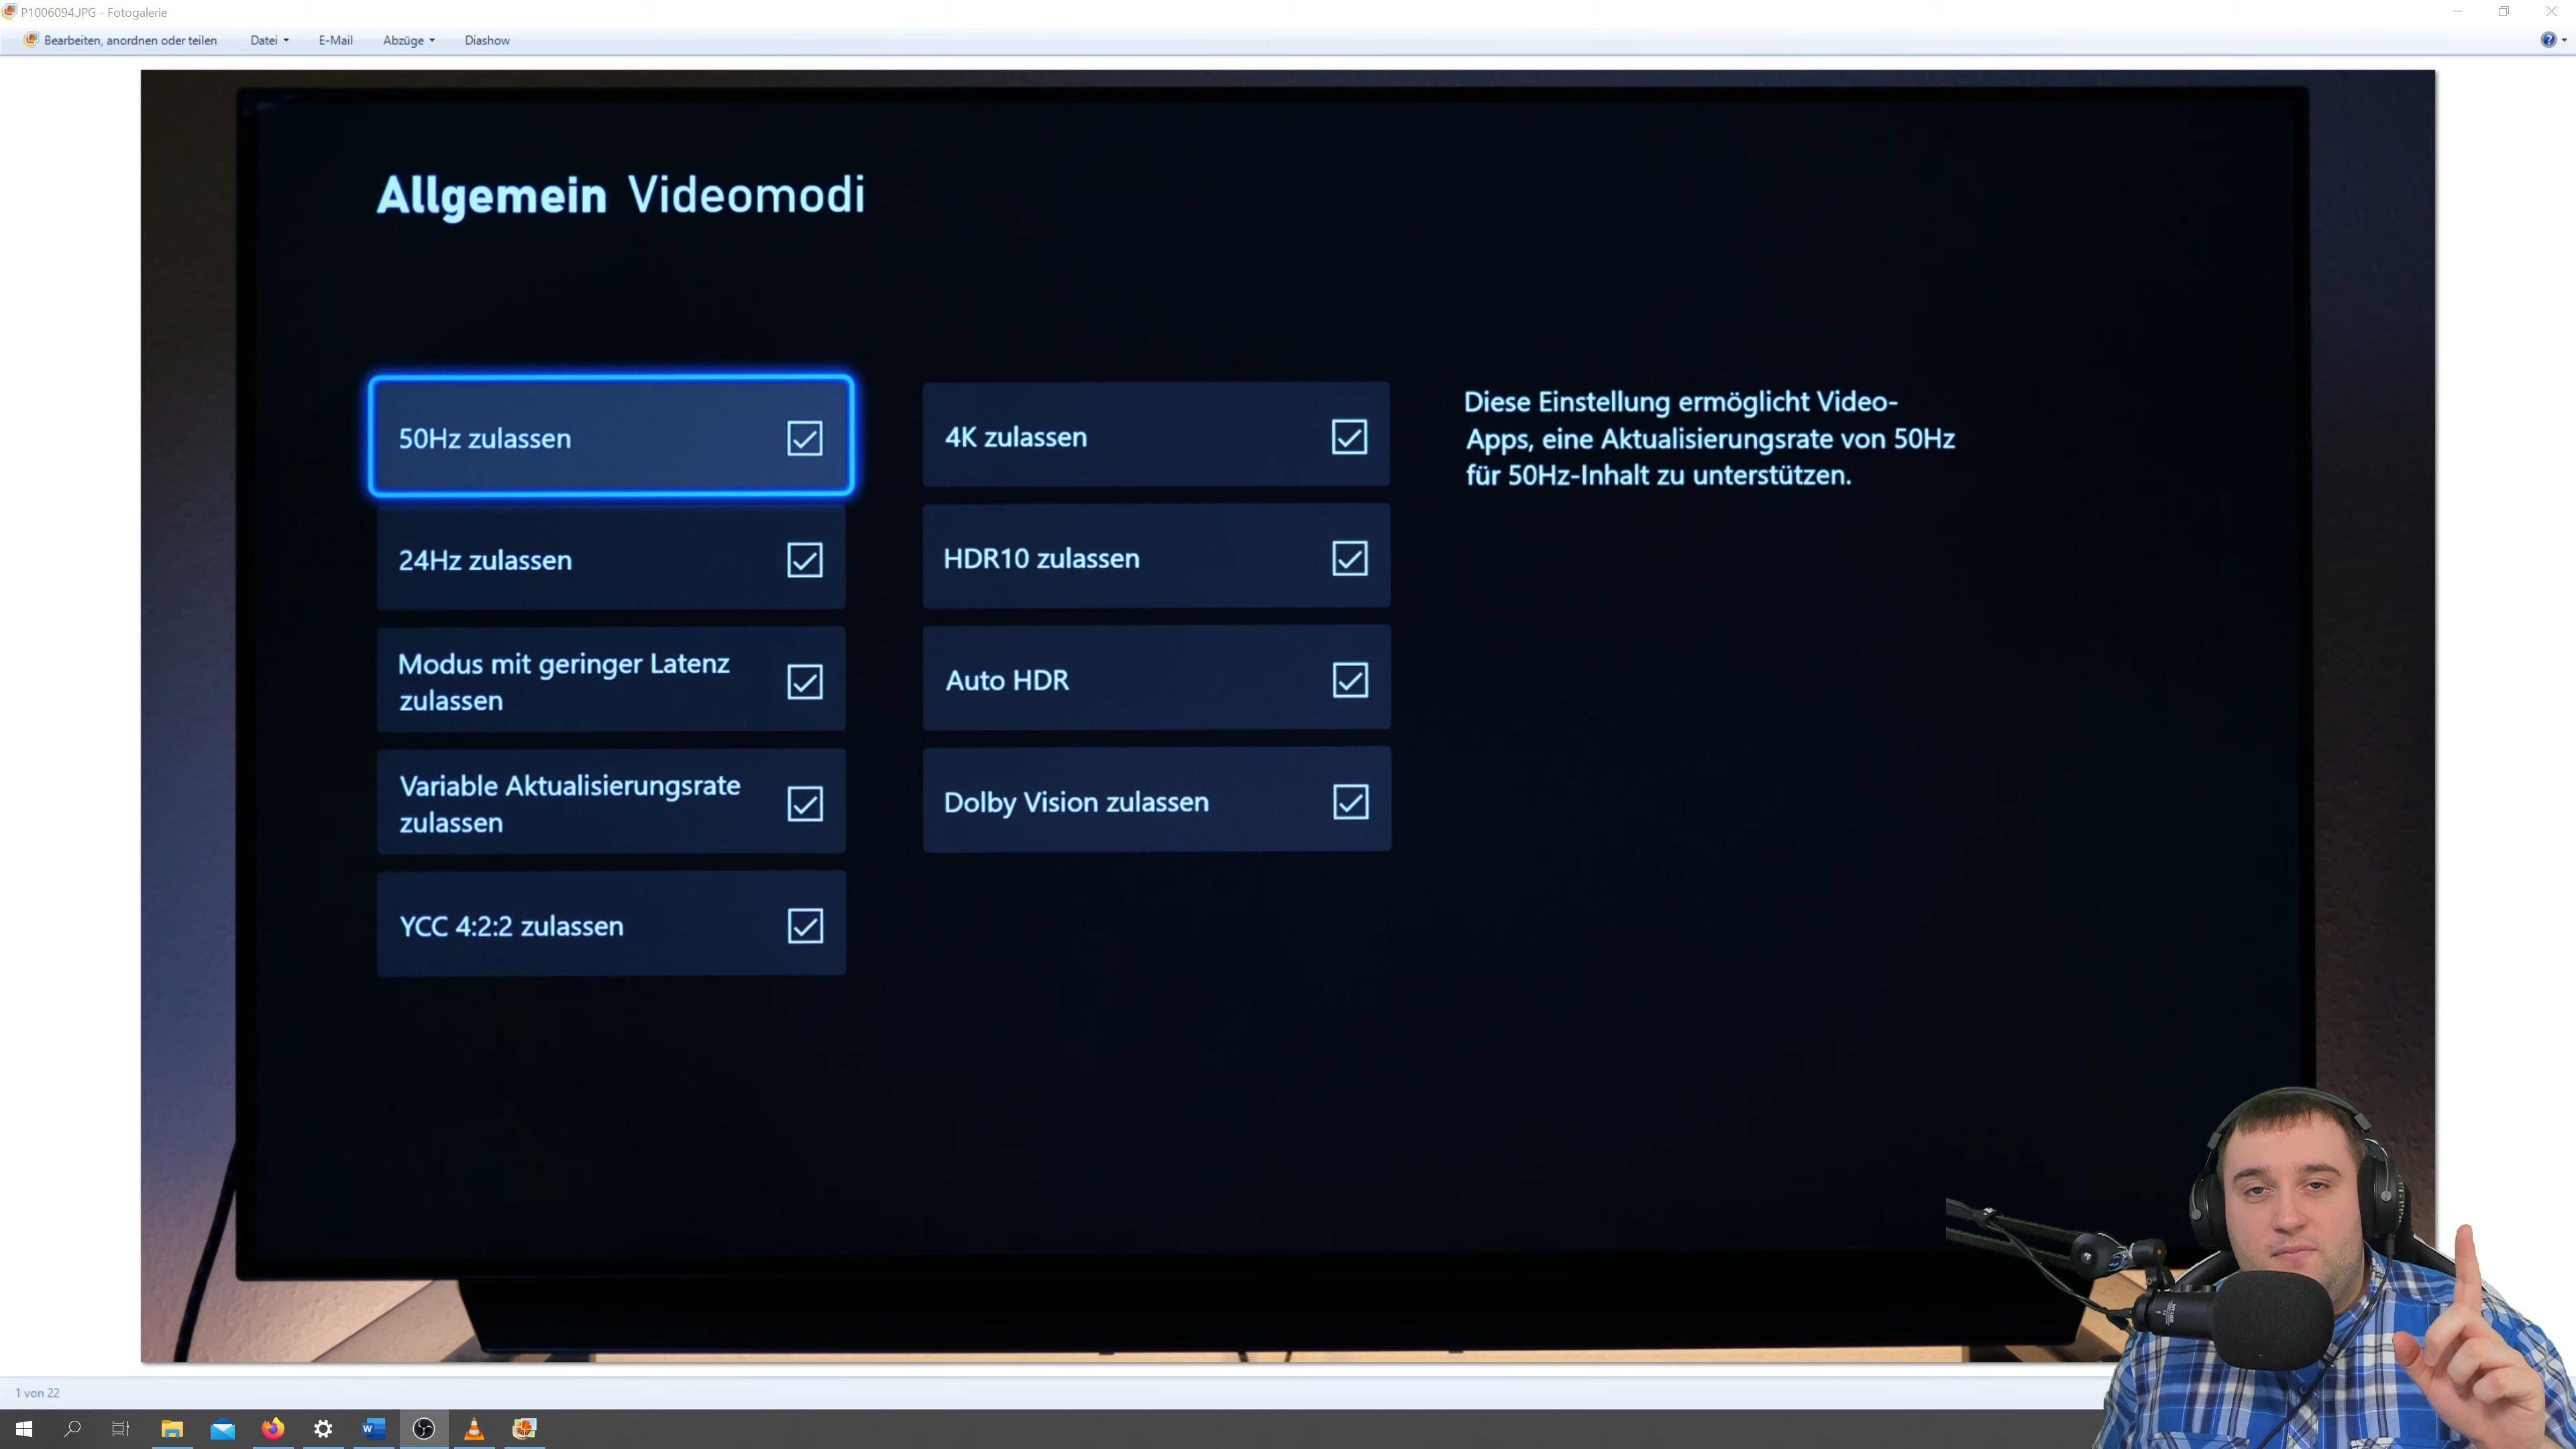 P1006094.JPG - Fotogalerie
Bearbeiten, anordnen oder teilen Datei E-Mail Abzüge Diashow
Allgemein Videomodi
50Hz zulassen
24Hz zulassen
Modus mit geringer Latenz
zulassen
Variable Aktualisierungsrate
zulassen
YCC 4:2:2 zulassen
4K zulassen
HDR10 zulassen
Auto HDR
Dolby Vision zulassen
Diese Einstellung ermöglicht Video-
Apps, eine Aktualisierungsrate von 50Hz
für 50Hz-Inhalt zu unterstützen.
1 von 22